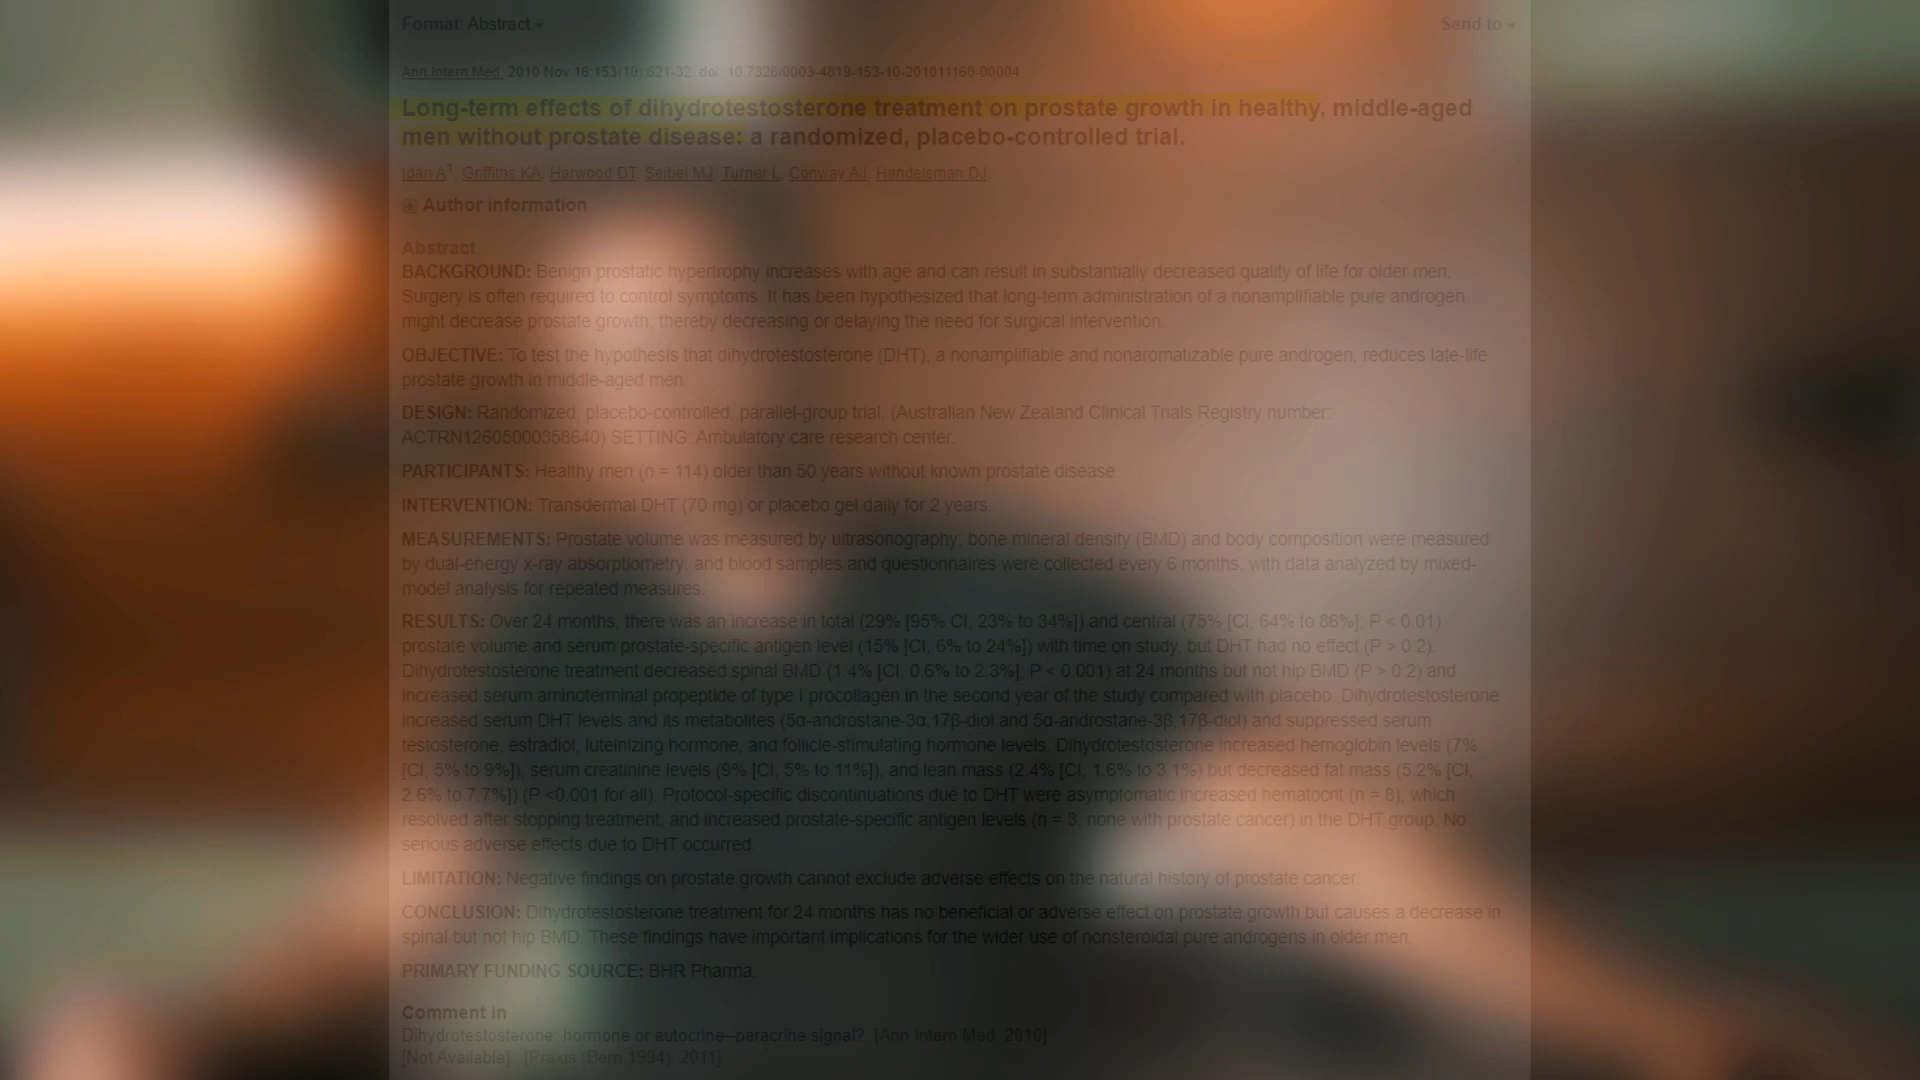 Format: Abstract
Send to
Ann Intern Med. 2010 Nov 16;153(10):621-32. doi: 10.7326/0003-4819-153-10-201011160-00004.
Long-term effects of dihydrotestosterone treatment on prostate growth in healthy, middle-aged
men without prostate disease: a randomized, placebo-controlled trial.
Idan A1, Griffiths KA, Harwood DT, Seibel MJ, Turner L, Conway AJ, Handelsman DJ.
Author information
Abstract
BACKGROUND: Benign prostatic hypertrophy increases with age and can result in substantially decreased quality of life for older men.
Surgery is often required to control symptoms. It has been hypothesized that long-term administration of a nonamplifiable pure androgen
might decrease prostate growth, thereby decreasing or delaying the need for surgical intervention.
OBJECTIVE: To test the hypothesis that dihydrotestosterone (DHT), a nonamplifiable and nonaromatizable pure androgen, reduces late-life
prostate growth in middle-aged men.
DESIGN: Randomized, placebo-controlled, parallel-group trial. (Australian New Zealand Clinical Trials Registry number:
ACTRN12605000358640) SETTING: Ambulatory care research center.
PARTICIPANTS: Healthy men (n = 114) older than 50 years without known prostate disease.
INTERVENTION: Transdermal DHT (70 mg) or placebo gel daily for 2 years.
MEASUREMENTS: Prostate volume was measured by ultrasonography; bone mineral density (BMD) and body composition were measured
by dual-energy x-ray absorptiometry; and blood samples and questionnaires were collected every 6 months, with data analyzed by mixed-
model analysis for repeated measures.
RESULTS: Over 24 months, there was an increase in total (29% [95% CI, 23% to 34%]) and central (75% [CI, 64% to 86%]; P < 0.01)
prostate volume and serum prostate-specific antigen level (15% [CI, 6% to 24%]) with time on study, but DHT had no effect (P > 0.2).
Dihydrotestosterone treatment decreased spinal BMD (1.4% [CI, 0.6% to 2.3%]; P < 0.001) at 24 months but not hip BMD (P > 0.2) and
increased serum aminoterminal propeptide of type I procollagen in the second year of the study compared with placebo. Dihydrotestosterone
increased serum DHT levels and its metabolites (5α-androstane-3α,17β-diol and 5α-androstane-3β,17β-diol) and suppressed serum
testosterone, estradiol, luteinizing hormone, and follicle-stimulating hormone levels. Dihydrotestosterone increased hemoglobin levels (7%
[CI, 5% to 9%]), serum creatinine levels (9% [CI, 5% to 11%]), and lean mass (2.4% [CI, 1.6% to 3.1%) but decreased fat mass (5.2% [CI,
2.6% to 7.7%]) (P <0.001 for all). Protocol-specific discontinuations due to DHT were asymptomatic increased hematocrit (n = 8), which
resolved after stopping treatment, and increased prostate-specific antigen levels (n = 3; none with prostate cancer) in the DHT group. No
serious adverse effects due to DHT occurred.
LIMITATION: Negative findings on prostate growth cannot exclude adverse effects on the natural history of prostate cancer.
CONCLUSION: Dihydrotestosterone treatment for 24 months has no beneficial or adverse effect on prostate growth but causes a decrease in
spinal but not hip BMD. These findings have important implications for the wider use of nonsteroidal pure androgens in older men.
PRIMARY FUNDING SOURCE: BHR Pharma.
Comment in
Dihydrotestosterone: hormone or autocrine--paracrine signal? [Ann Intern Med. 2010]
[Not Available]. [Praxis (Bern 1994). 2011]